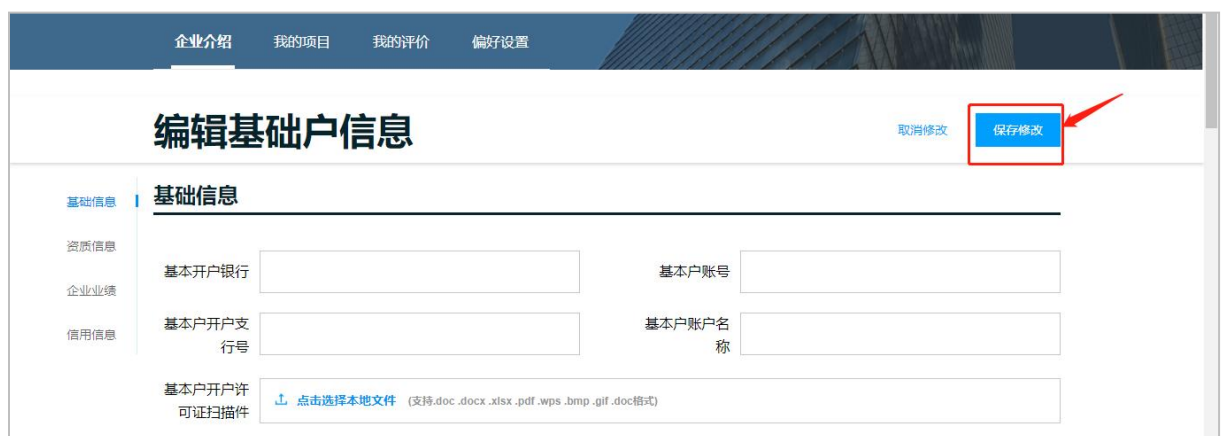 企业介绍 我的项目 我的评价 偏好设置
编辑基础户信息
取消修改 保存修改
基础信息
基础信息
资质信息
企业业绩
信用信息
基本开户银行
基本户账号
基本户开户支
行号
基本户账户名
称
基本户开户许
可证扫描件
点击选择本地文件 (支持.doc .docx .xlsx .pdf .wps .bmp .gif .doc格式)